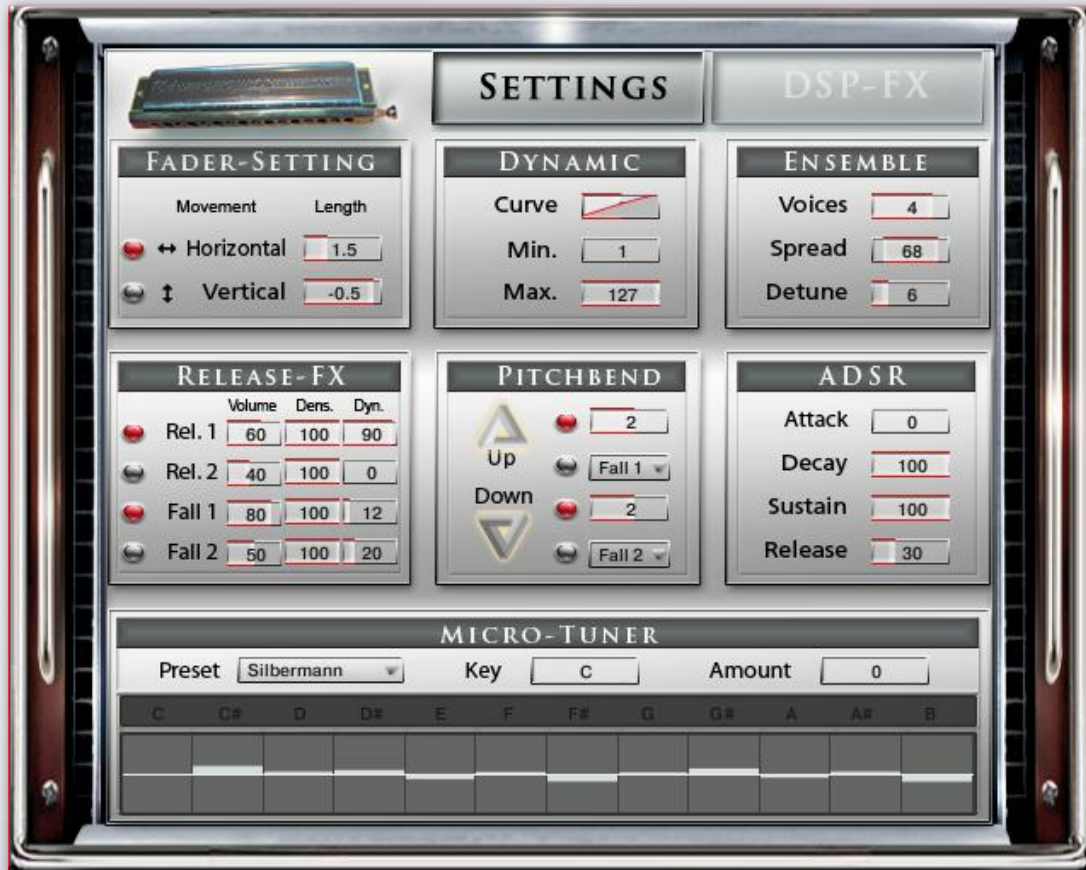 SETTINGS
DSP-FX
FADER-SETTING
Movement Length
Horizontal 1.5
Vertical -0.5
DYNAMIC
Curve
Min. 1
Max. 127
ENSEMBLE
Voices 4
Spread 68
Detune 6
RELEASE-FX
Volume Dens. Dyn.
Rel. 1 60 100 90
Rel. 2 40 100 0
Fall 1 80 100 12
Fall 2 50 100 20
PITCHBEND
Up
2
Fall 1
Down
2
Fall 2
ADSR
Attack 0
Decay 100
Sustain 100
Release 30
MICRO-TUNER
Preset Silbermann Key C Amount 0
C C# D D# E F F# G G# A A# B